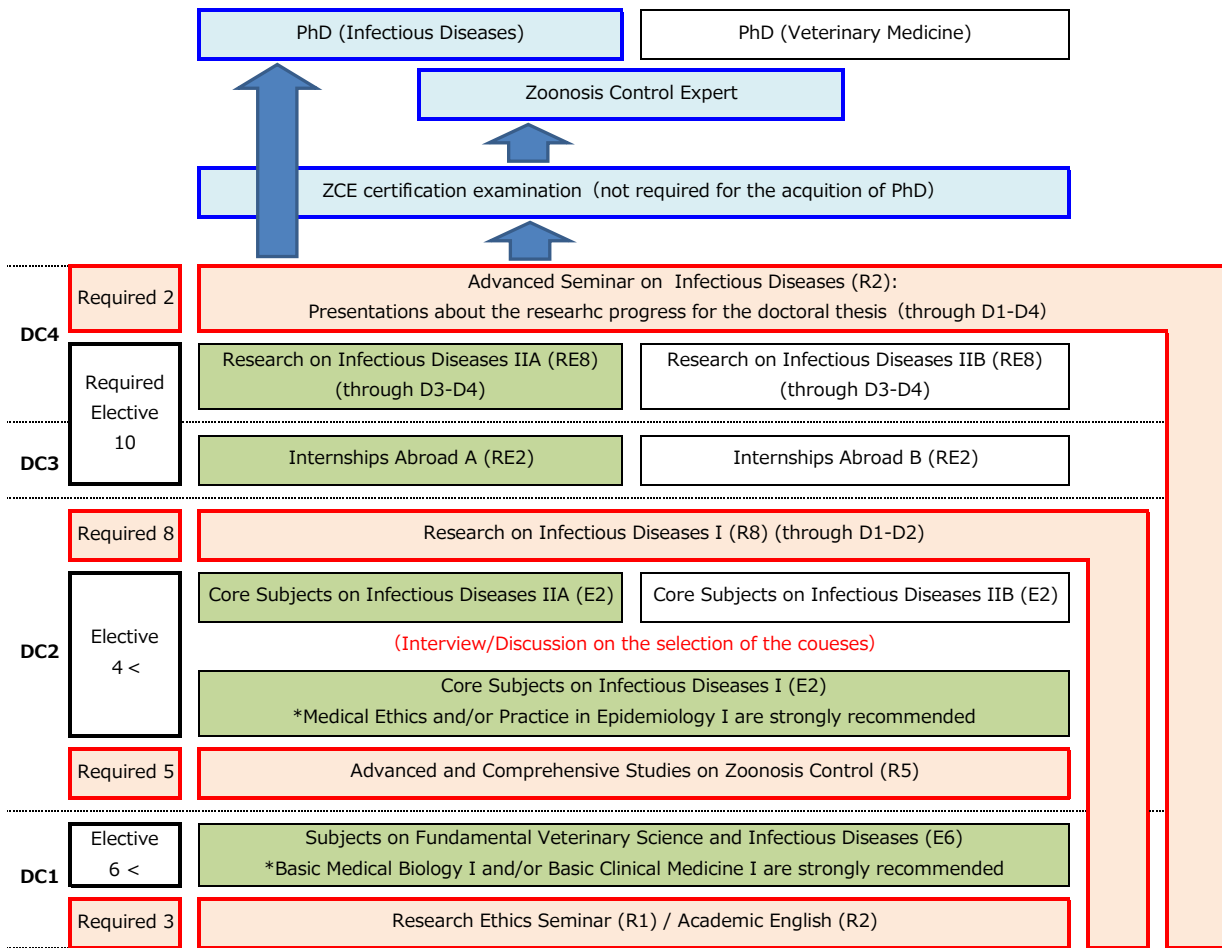 PhD (Infectious Diseases)
PhD (Veterinary Medicine)
Zoonosis Control Expert
ZCE certification examination（not required for the acqution of PhD）
DC4
Required 2
Advanced Seminar on Infectious Diseases (R2):
Presentations about the researhc progress for the doctoral thesis（through D1-D4）
Required
Elective
10
Research on Infectious Diseases IIA (RE8)
(through D3-D4)
Research on Infectious Diseases IIB (RE8)
(through D3-D4)
DC3
Internships Abroad A (RE2)
Internships Abroad B (RE2)
DC2
Required 8
Research on Infectious Diseases I (R8) (through D1-D2)
Elective
4 <
Core Subjects on Infectious Diseases IIA (E2)
Core Subjects on Infectious Diseases IIB (E2)
（Interview/Discussion on the selection of the coueses）
Core Subjects on Infectious Diseases I (E2)
*Medical Ethics and/or Practice in Epidemiology I are strongly recommended
Required 5
Advanced and Comprehensive Studies on Zoonosis Control (R5)
DC1
Elective
6 <
Subjects on Fundamental Veterinary Science and Infectious Diseases (E6)
*Basic Medical Biology I and/or Basic Clinical Medicine I are strongly recommended
Required 3
Research Ethics Seminar (R1) / Academic English (R2)